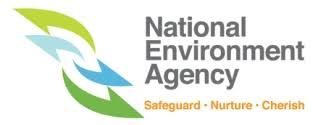 National
Environment
Agency
Safeguard · Nurture · Cherish